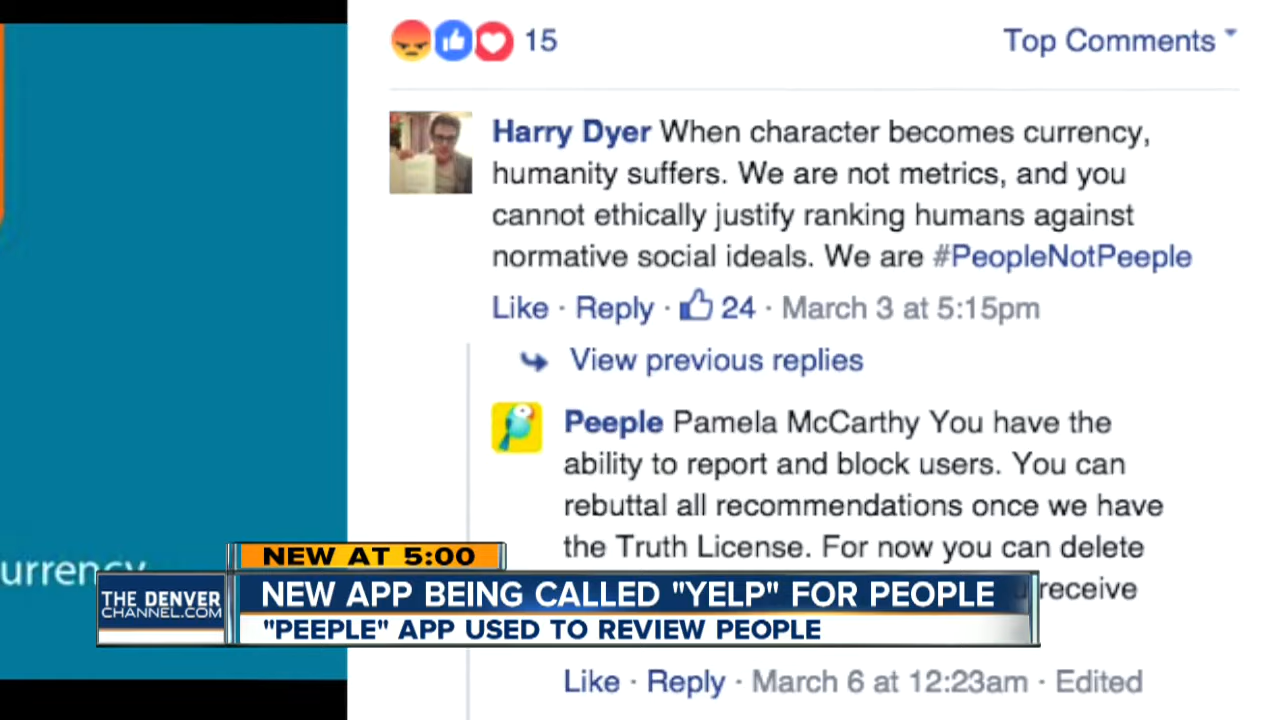 15
Top Comments
Harry Dyer When character becomes currency,
humanity suffers. We are not metrics, and you
cannot ethically justify ranking humans against
normative social ideals. We are #PeopleNotPeeple
Like · Reply · 24 · March 3 at 5:15pm
View previous replies
Peeple Pamela McCarthy You have the
ability to report and block users. You can
rebuttal all recommendations once we have
the Truth License. For now you can delete
receive
Like · Reply · March 6 at 12:23am · Edited
urrency
NEW AT 5:00
THE DENVER
CHANNEL.COM
NEW APP BEING CALLED "YELP" FOR PEOPLE
"PEEPLE" APP USED TO REVIEW PEOPLE